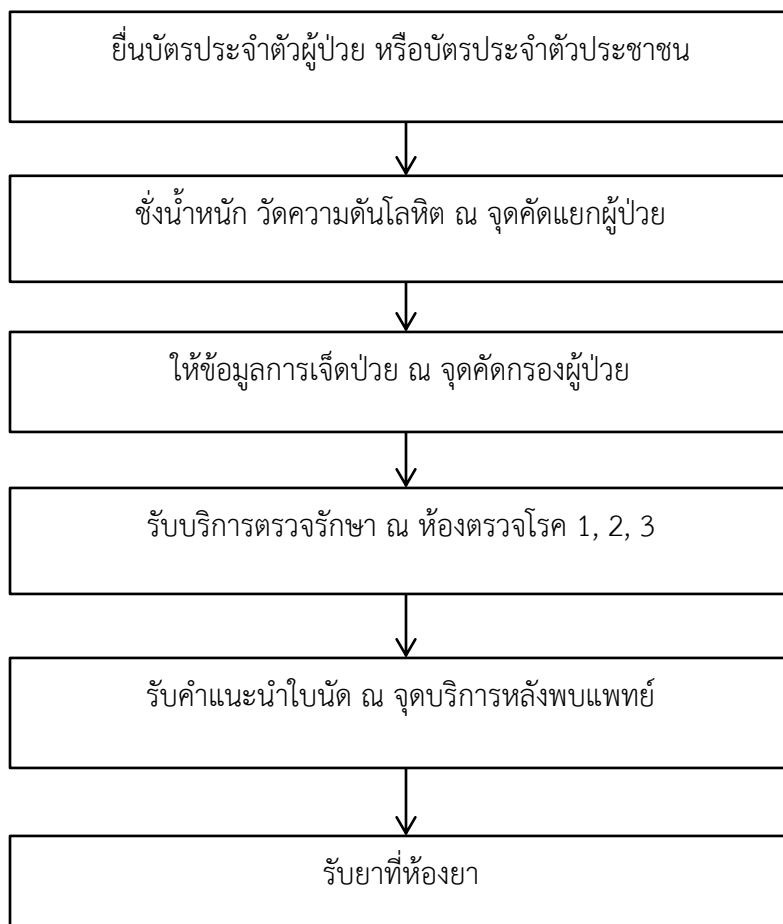 ยื่นบัตรประจำตัวผู้ป่วย หรือบัตรประจำตัวประชาชน
ชั่งน้ำหนัก วัดความดันโลหิต ณ จุดคัดแยกผู้ป่วย
ให้ข้อมูลการเจ็ดป่วย ณ จุดคัดกรองผู้ป่วย
รับบริการตรวจรักษา ณ ห้องตรวจโรค 1, 2, 3
รับคำแนะนำใบนัด ณ จุดบริการหลังพบแพทย์
รับยาที่ห้องยา